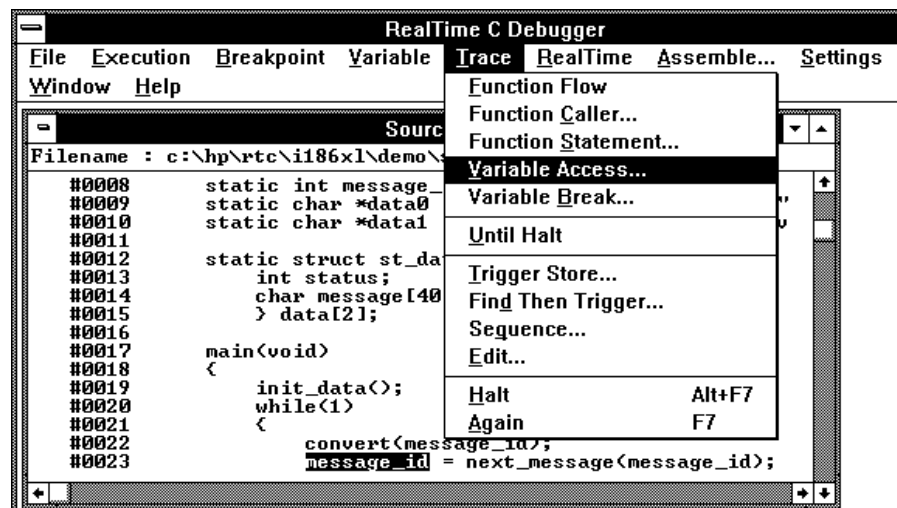 RealTime C Debugger
File Execution Breakpoint Variable Trace RealTime Assemble... Settings
Window Help
Function Flow
Function Caller...
Function Statement...
Variable Access...
Variable Break...
Until Halt
Trigger Store...
Find Then Trigger...
Sequence...
Edit...
Halt Alt+F7
Again F7
Sourc
Filename : c:\hp\rtc\i186xl\demo\
#0008 static int message_
#0009 static char *data0 "
#0010 static char *data1
#0011
#0012 static struct st_da
#0013 int status;
#0014 char message[40
#0015 } data[2];
#0016
#0017 main(void)
#0018 {
#0019 init_data();
#0020 while(1)
#0021 {
#0022 convert(message_id);
#0023 message_id = next_message(message_id);